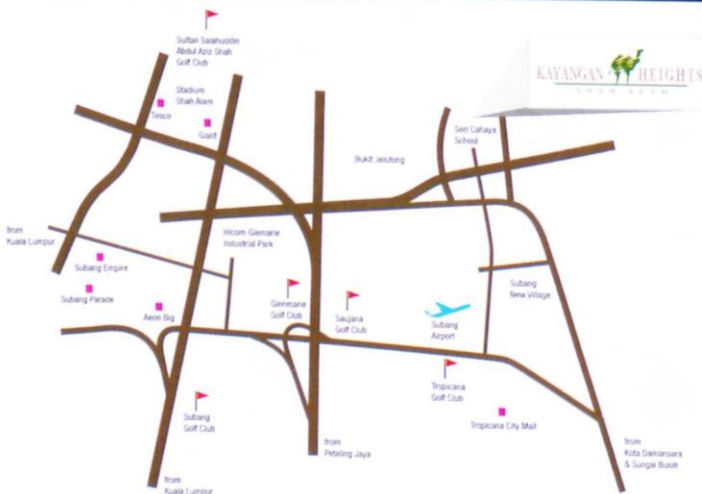 Sultan Salahuddin
Abdul Aziz Shah
Golf Club
KAYANGAN HEIGHTS
SHAH ALAM
Stadium
Shah Alam
Tesco
Giant
Seri Cahaya
School
Bukit Jelutong
from
Kuala Lumpur
Hicom-Glenmarie
Industrial Park
Subang Empire
Subang Parade
Aeon Big
Glenmarie
Golf Club
Saujana
Golf Club
Subang
Airport
Subang
New Village
Subang
Golf Club
Tropicana
Golf Club
Tropicana City Mall
from
Petaling Jaya
from
Kota Damansara
& Sungai Buloh
from
Kuala Lumpur